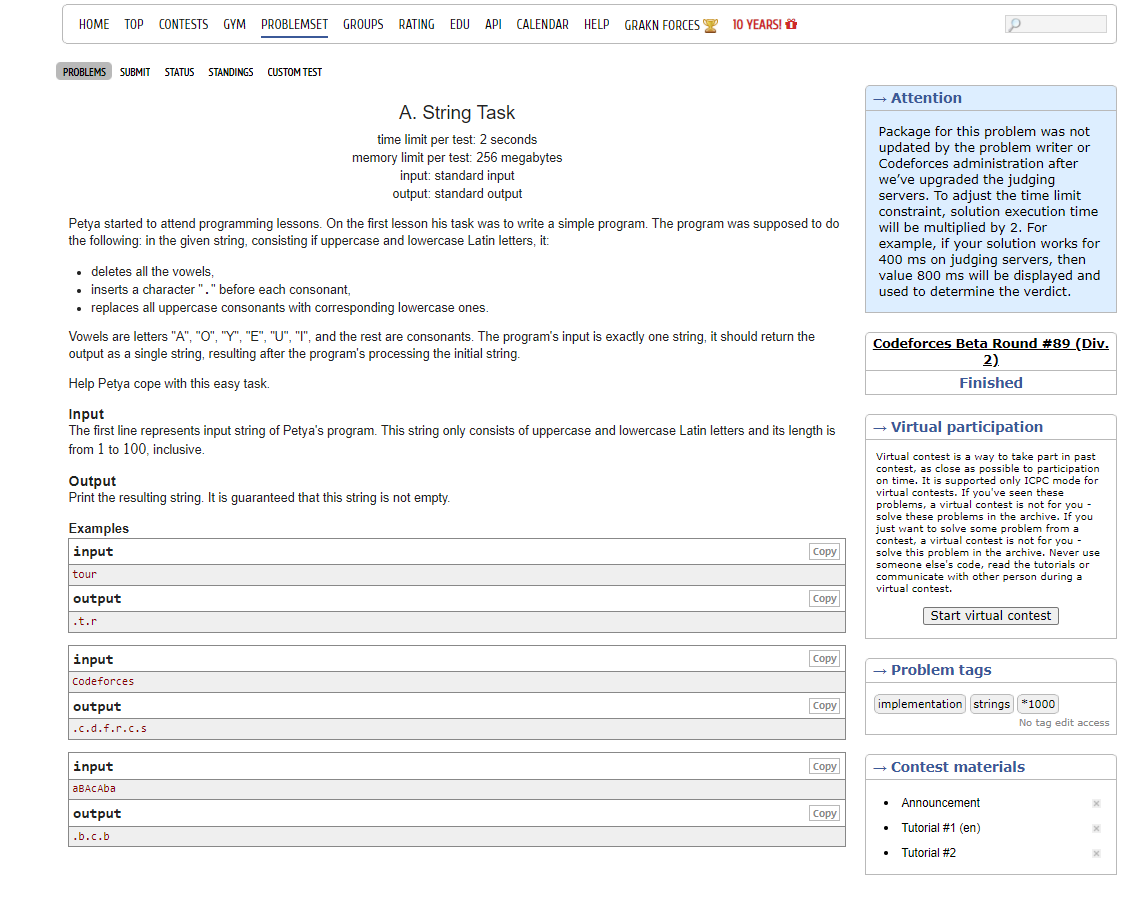 HOME TOP CONTESTS GYM PROBLEMSET GROUPS RATING EDU API CALENDAR HELP GRAKN FORCES 10 YEARS!
PROBLEMS SUBMIT STATUS STANDINGS CUSTOM TEST
A. String Task
time limit per test: 2 seconds
memory limit per test: 256 megabytes
input: standard input
output: standard output
Petya started to attend programming lessons. On the first lesson his task was to write a simple program. The program was supposed to do
the following: in the given string, consisting if uppercase and lowercase Latin letters, it:
• deletes all the vowels,
• inserts a character "." before each consonant,
• replaces all uppercase consonants with corresponding lowercase ones.
Vowels are letters "A", "O", "Y", "E", "U", "I", and the rest are consonants. The program's input is exactly one string, it should return the
output as a single string, resulting after the program's processing the initial string.
Help Petya cope with this easy task.
Input
The first line represents input string of Petya's program. This string only consists of uppercase and lowercase Latin letters and its length is
from 1 to 100, inclusive.
Output
Print the resulting string. It is guaranteed that this string is not empty.
Examples
input Copy
tour
output Copy
.t.r
input Copy
Codeforces
output Copy
.c.d.f.r.c.s
input Copy
aBAcAba
output Copy
.b.c.b
→ Attention
Package for this problem was not
updated by the problem writer or
Codeforces administration after
we've upgraded the judging
servers. To adjust the time limit
constraint, solution execution time
will be multiplied by 2. For
example, if your solution works for
400 ms on judging servers, then
value 800 ms will be displayed and
used to determine the verdict.
Codeforces Beta Round #89 (Div.
2)
Finished
→ Virtual participation
Virtual contest is a way to take part in past
contest, as close as possible to participation
on time. It is supported only ICPC mode for
virtual contests. If you've seen these
problems, a virtual contest is not for you -
solve these problems in the archive. If you
just want to solve some problem from a
contest, a virtual contest is not for you -
solve this problem in the archive. Never use
someone else's code, read the tutorials or
communicate with other person during a
virtual contest.
Start virtual contest
→ Problem tags
implementation strings *1000
No tag edit access
→ Contest materials
• Announcement
• Tutorial #1 (en)
• Tutorial #2